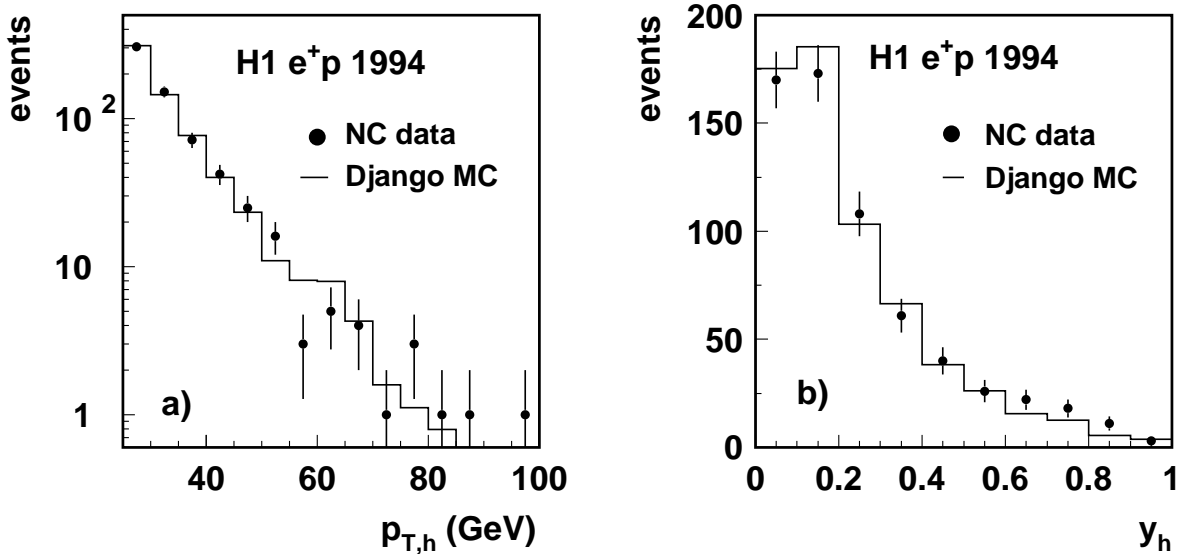 events
H1 e⁺p 1994
NC data
Django MC
10 ²
10
1
a)
40 60 80 100
p_T,h (GeV)
events
H1 e⁺p 1994
NC data
Django MC
200
150
100
50
0
b)
0 0.2 0.4 0.6 0.8 1
y_h